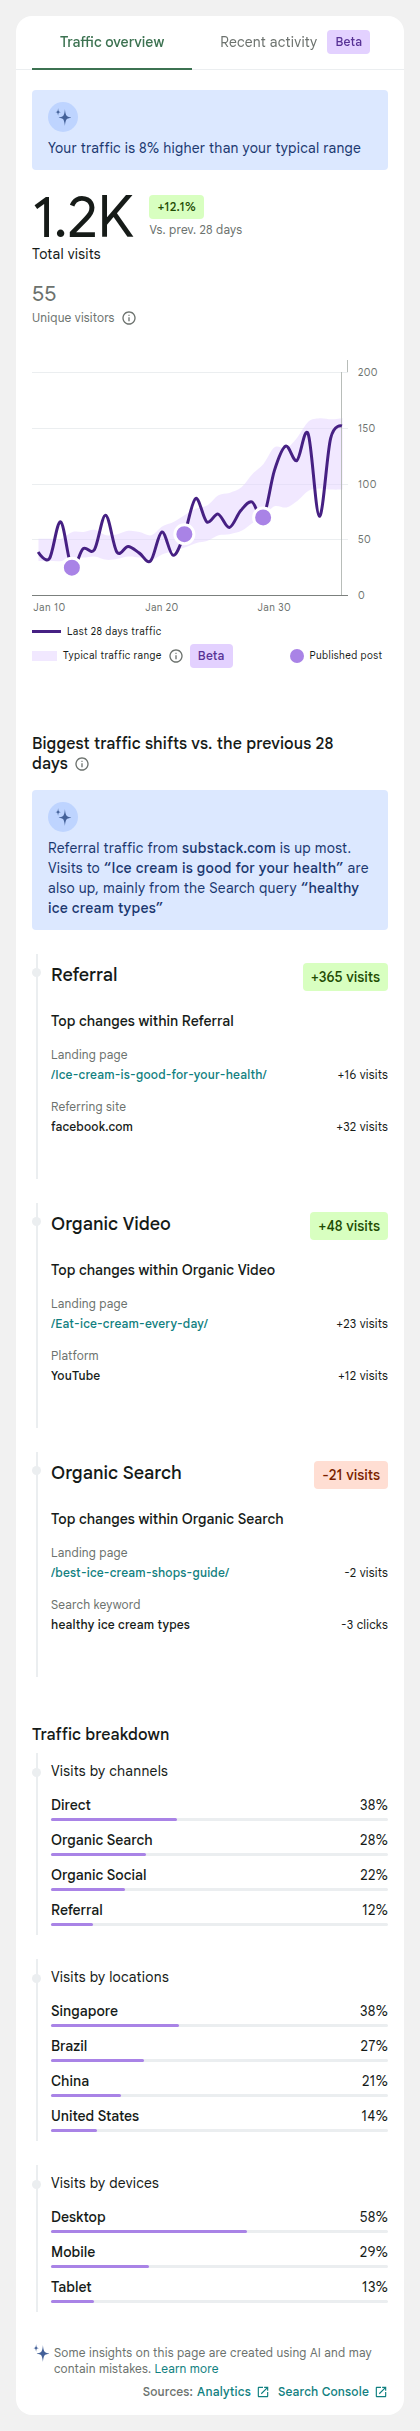 Traffic overview
Recent activity
Beta
Your traffic is 8% higher than your typical range
1.2K
+12.1%
Vs. prev. 28 days
Total visits
55
Unique visitors
200
150
100
50
0
Jan 10
Jan 20
Jan 30
Last 28 days traffic
Typical traffic range
Beta
Published post
Biggest traffic shifts vs. the previous 28
days
Referral traffic from substack.com is up most.
Visits to “Ice cream is good for your health” are
also up, mainly from the Search query “healthy
ice cream types”
Referral
+365 visits
Top changes within Referral
Landing page
/Ice-cream-is-good-for-your-health/
+16 visits
Referring site
facebook.com
+32 visits
Organic Video
+48 visits
Top changes within Organic Video
Landing page
/Eat-ice-cream-every-day/
+23 visits
Platform
YouTube
+12 visits
Organic Search
-21 visits
Top changes within Organic Search
Landing page
/best-ice-cream-shops-guide/
-2 visits
Search keyword
healthy ice cream types
-3 clicks
Traffic breakdown
Visits by channels
Direct
38%
Organic Search
28%
Organic Social
22%
Referral
12%
Visits by locations
Singapore
38%
Brazil
27%
China
21%
United States
14%
Visits by devices
Desktop
58%
Mobile
29%
Tablet
13%
Some insights on this page are created using AI and may
contain mistakes. Learn more
Sources: Analytics
Search Console